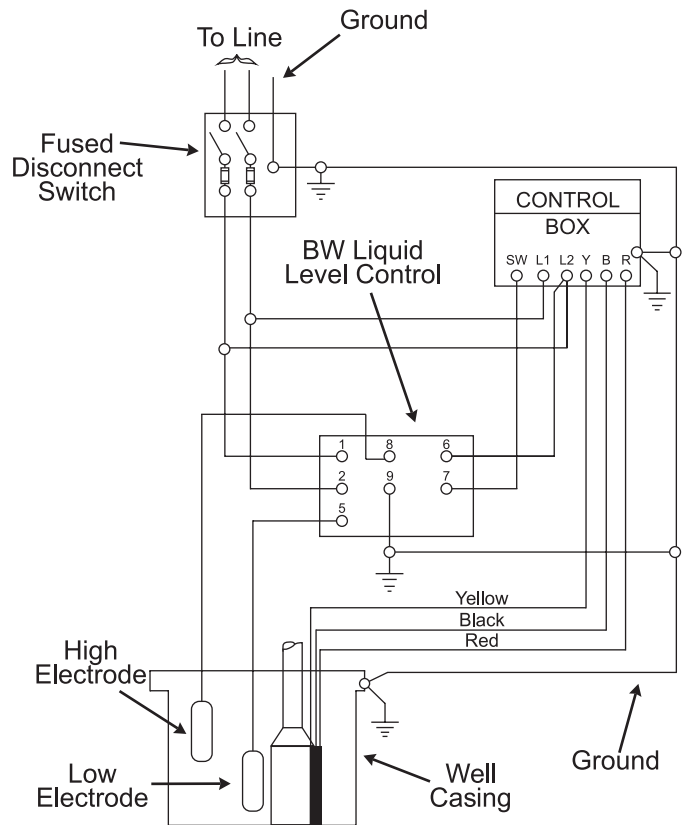 Ground
To Line
Fused
Disconnect
Switch
CONTROL
BOX
SW L1 L2 Y B R
BW Liquid
Level Control
1 8 6
2 9 7
5
Yellow
Black
Red
High
Electrode
Low
Electrode
Well
Casing
Ground